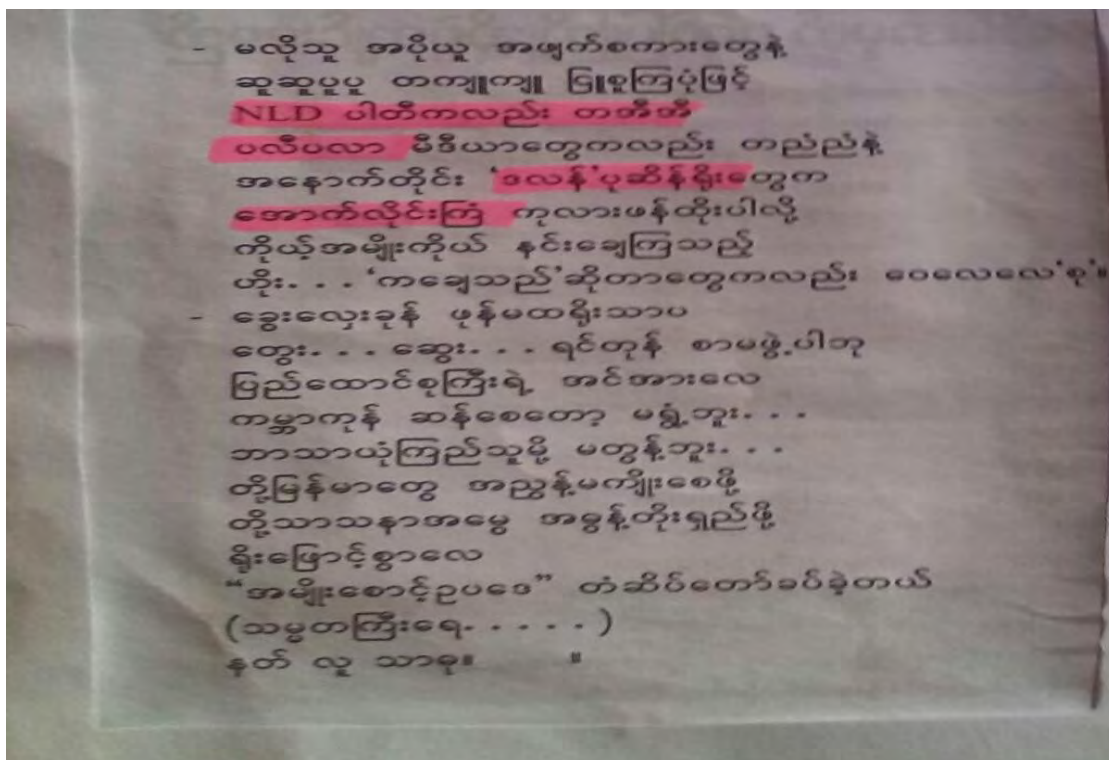 - မလိုသူ အပိုယူ အဖျက်စကားတွေနဲ့
ဆူဆူပူပူ တကျူကျူ ငြူစူကြပုံဖြင့်
NLD ပါတီကလည်း တအီအီ
ပလီပလာ မီဒီယာတွေကလည်း တညံညံနဲ့
အနောက်တိုင်း ‘ဒလန်’ပုဆိန်ရိုးတွေက
အောက်လိုင်းကြံ ကုလားဖန်ထိုးပါလို့
ကိုယ့်အမျိုးကိုယ် နင်းချေကြသည့်
ဟိုး. . . ‘ကချေသည်’ဆိုတာတွေကလည်း ဝေလေလေ‘စု’။
- ခွေးလှေးခုန် ဖုန်မထရိုးသာပ
တွေး. . . ဆွေး. . . ရင်တုန် စာမဖွဲ့ပါဘု
ပြည်ထောင်စုကြီးရဲ့ အင်အားလေ
ကမ္ဘာကုန် ဆန်စေတော့ မရွံ့ဘူး. . .
ဘာသာယုံကြည်သူမို့ မတွန့်ဘူး. . .
တို့မြန်မာတွေ အညွန့်မကျိုးစေဖို့
တို့သာသနာအမွေ အခွန့်တိုးရှည်ဖို့
ရိုးဖြောင့်စွာလေ
“အမျိုးစောင့်ဥပဒေ” တံဆိပ်တော်ခပ်ခဲ့တယ်
(သမ္မတကြီးရေ. . . . . )
နတ် လူ သာဓု။ ။